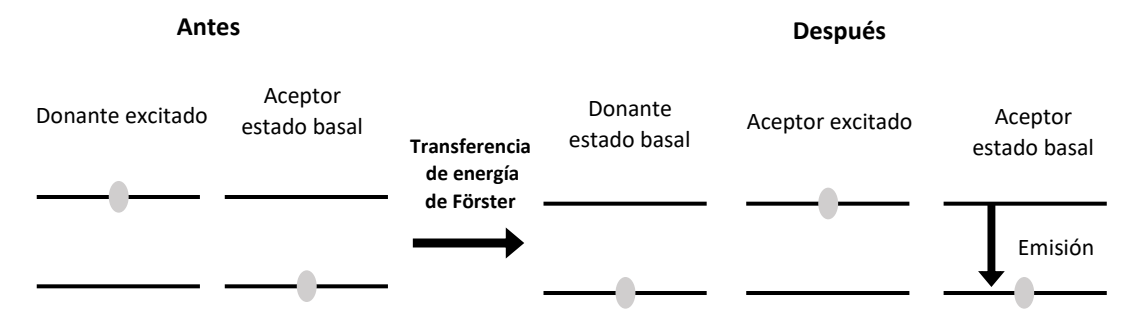 Antes
Después
Donante excitado
Aceptor
estado basal
Transferencia
de energía
de Förster
Donante
estado basal
Aceptor excitado
Aceptor
estado basal
Emisión